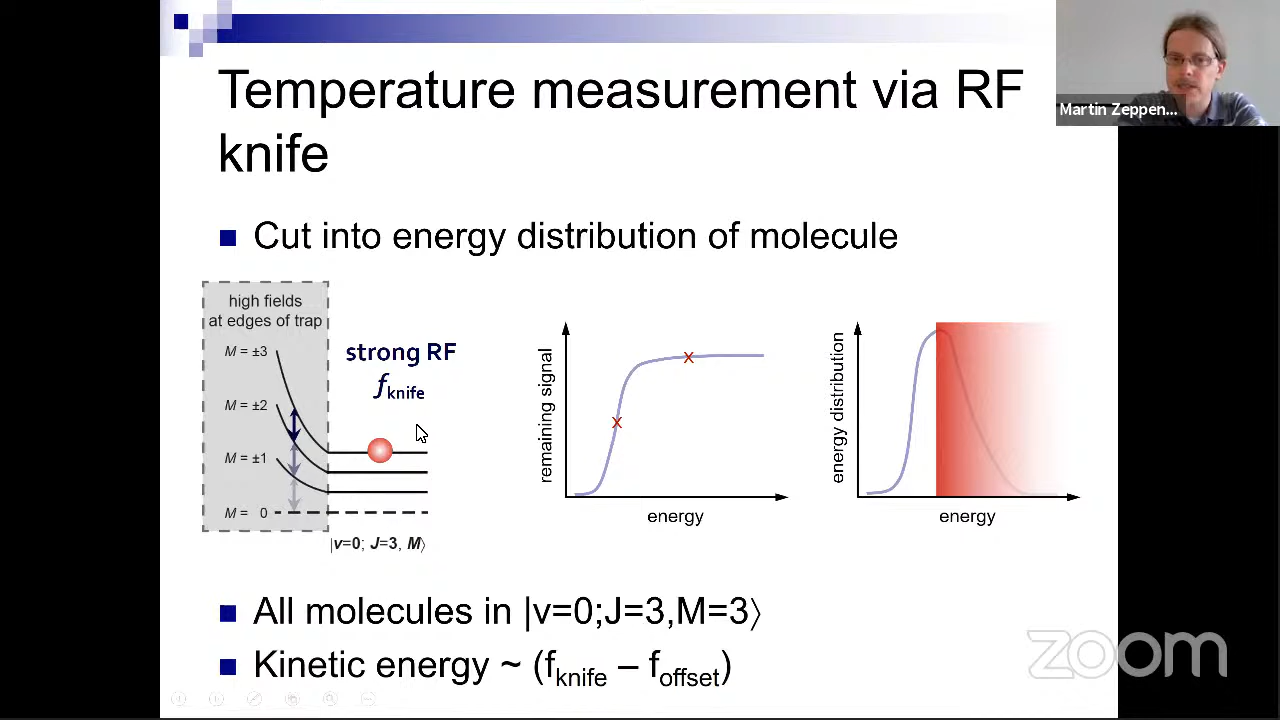 Temperature measurement via RF
knife
Martin Zeppen...
Cut into energy distribution of molecule
high fields
at edges of trap
M = ±3
M = ±2
M = ±1
M = 0
strong RF
fknife
|v=0; J=3, M⟩
remaining signal
x
x
energy
energy distribution
energy
All molecules in |v=0;J=3,M=3⟩
Kinetic energy ~ (fknife – foffset)
zoom